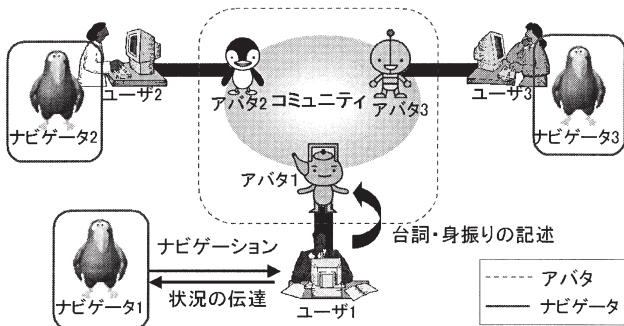 ユーザ2
ナビゲータ2
アバタ2
コミュニティ
アバタ3
ユーザ3
ナビゲータ3
アバタ1
台詞・身振りの記述
ナビゲーション
状況の伝達
ナビゲータ1
ユーザ1
アバタ
ナビゲータ